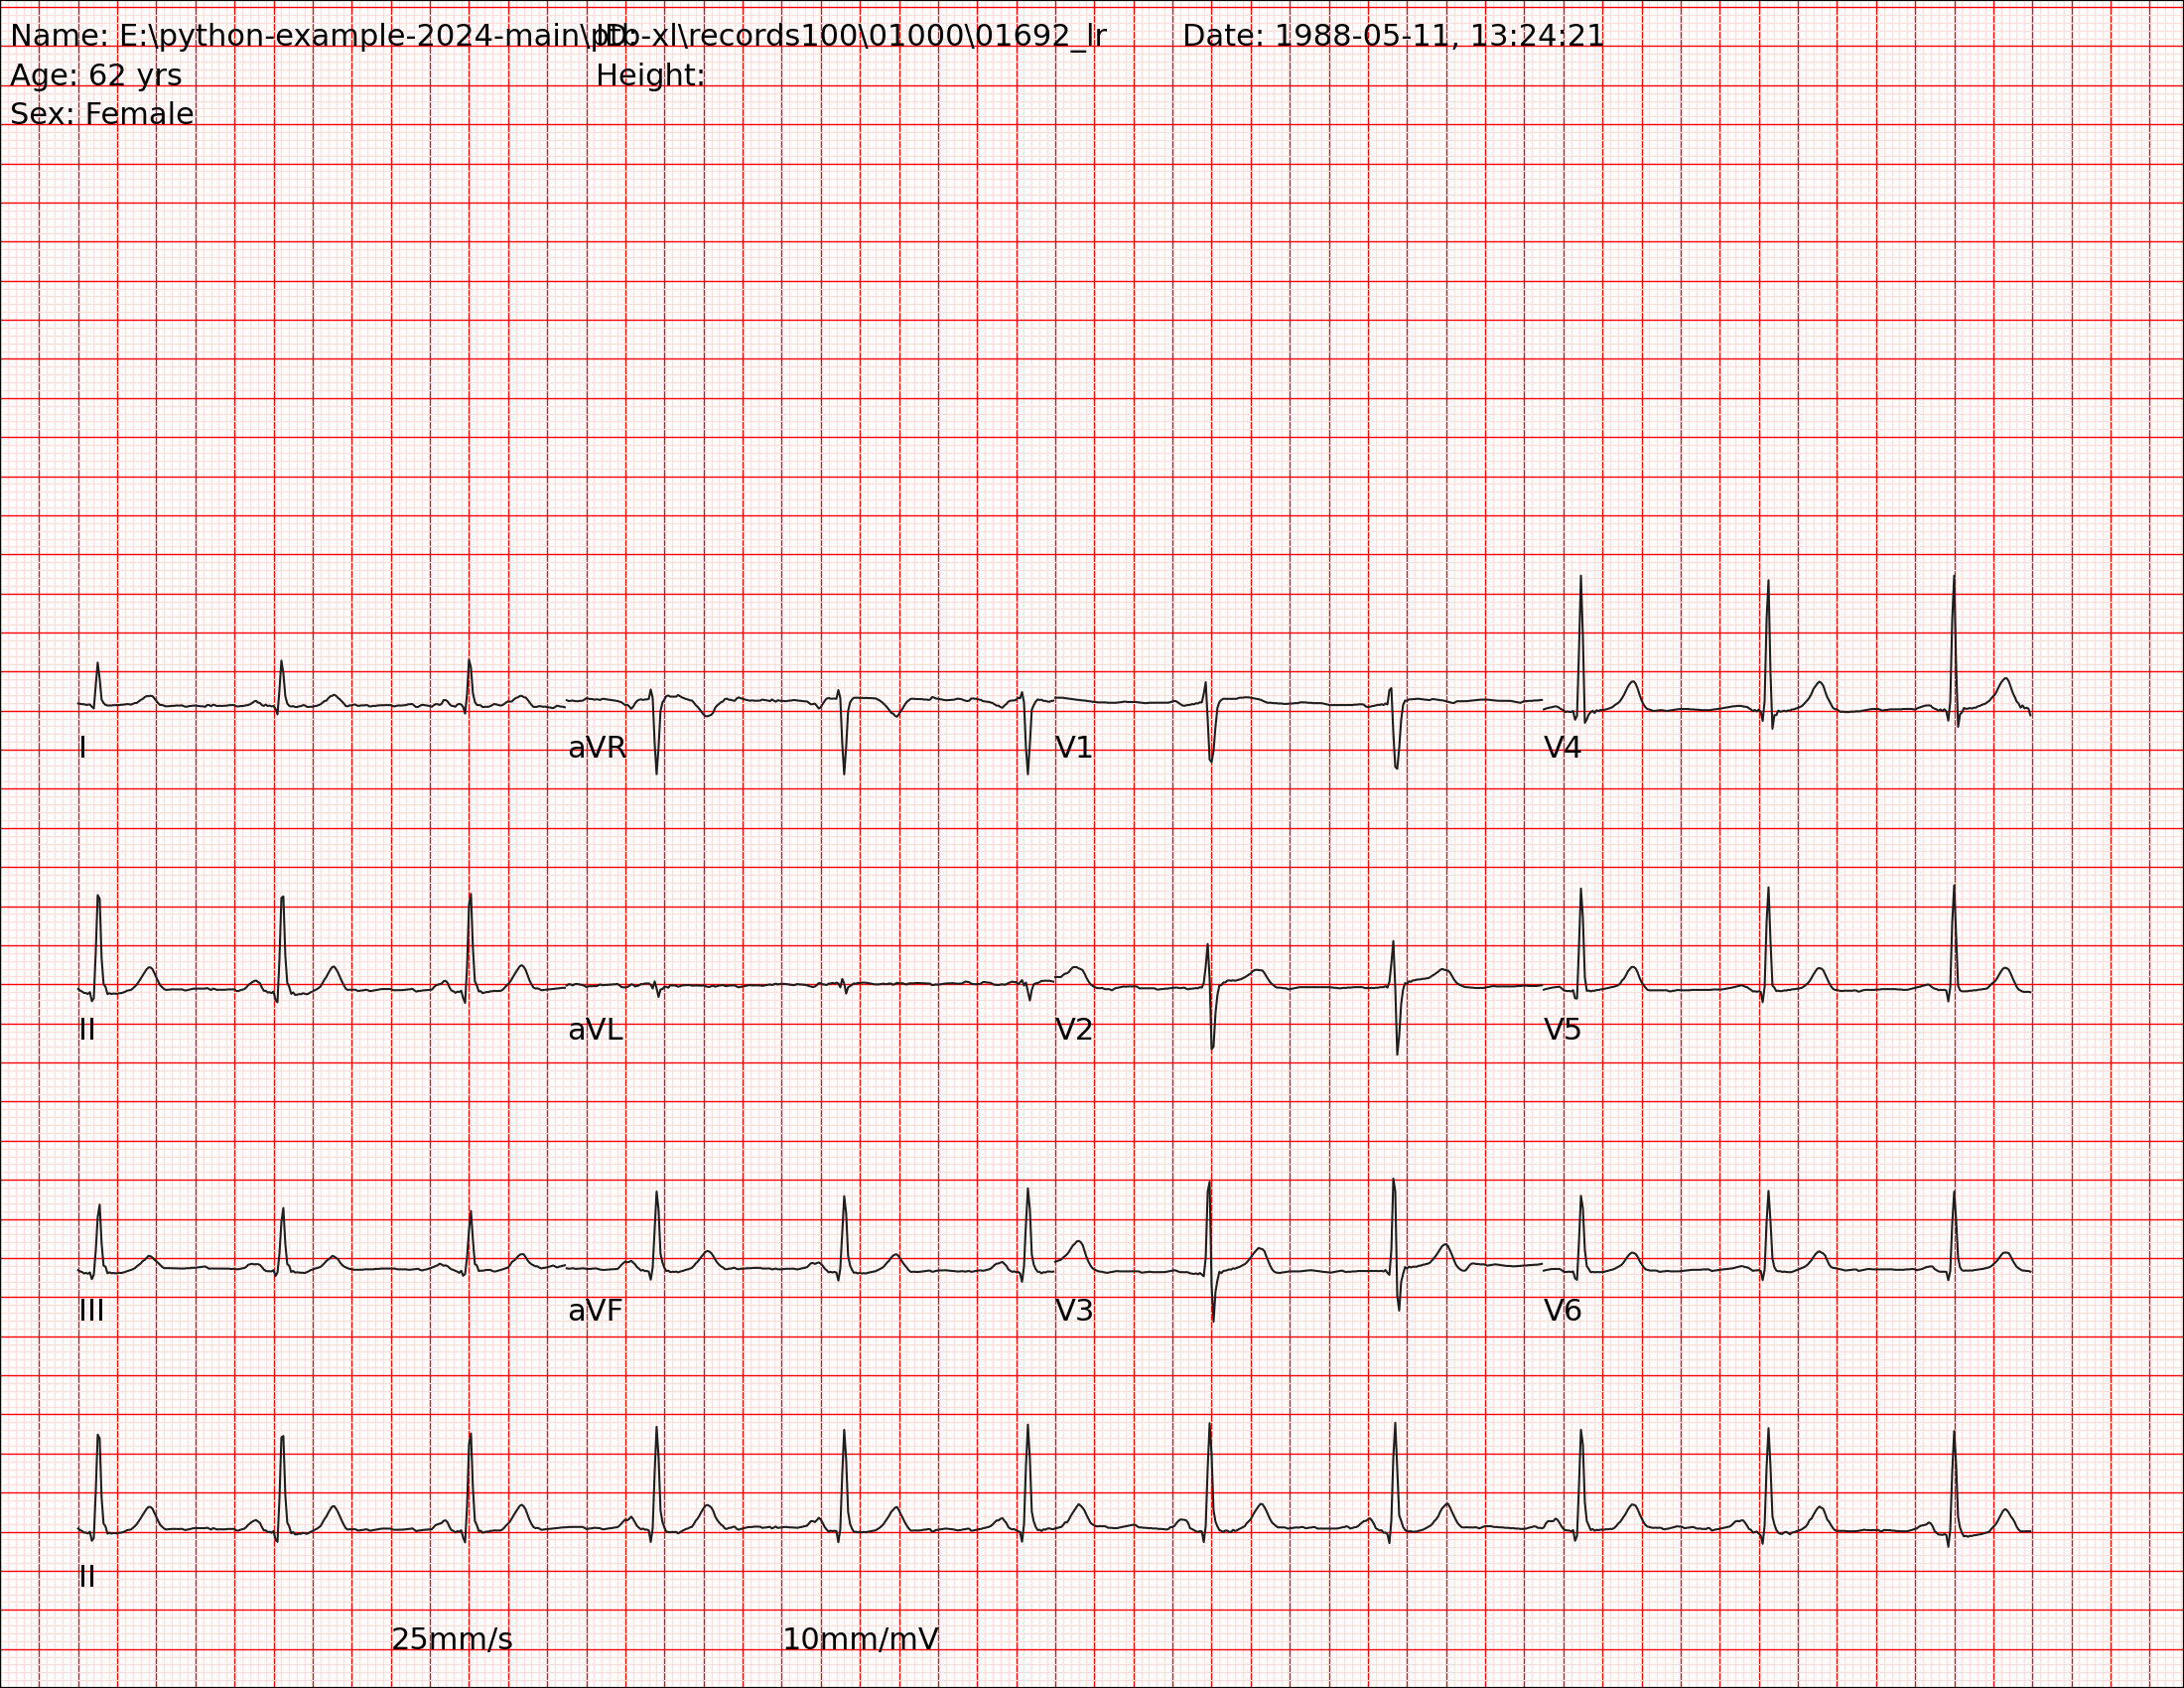 Name: E:\python-example-2024-main\ptb-xl\records100\01000\01692_lr ID: Date: 1988-05-11, 13:24:21
Age: 62 yrs Height:
Sex: Female
I aVR V1 V4
II aVL V2 V5
III aVF V3 V6
II
25mm/s 10mm/mV